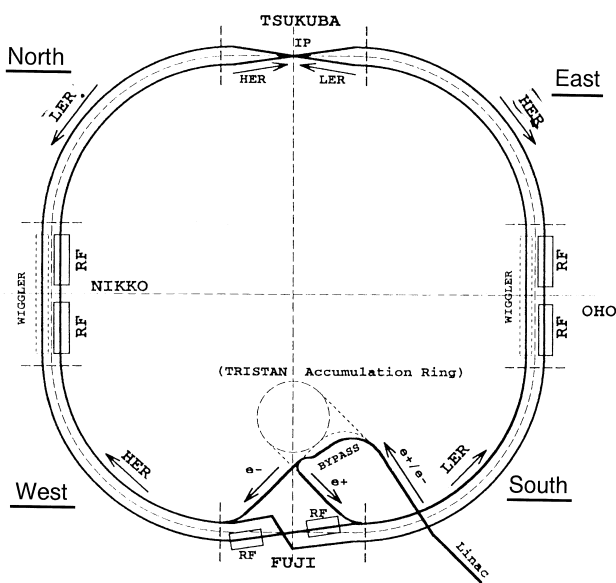 TSUKUBA
IP
HER LER
North
LER
East
HER
WIGGLER
RF
RF
NIKKO
WIGGLER
RF
RF
OHO
(TRISTAN Accumulation Ring)
HER
e-
BYPASS
e+
e+/e-
LER
West
South
RF
RF
FUJI
Linac